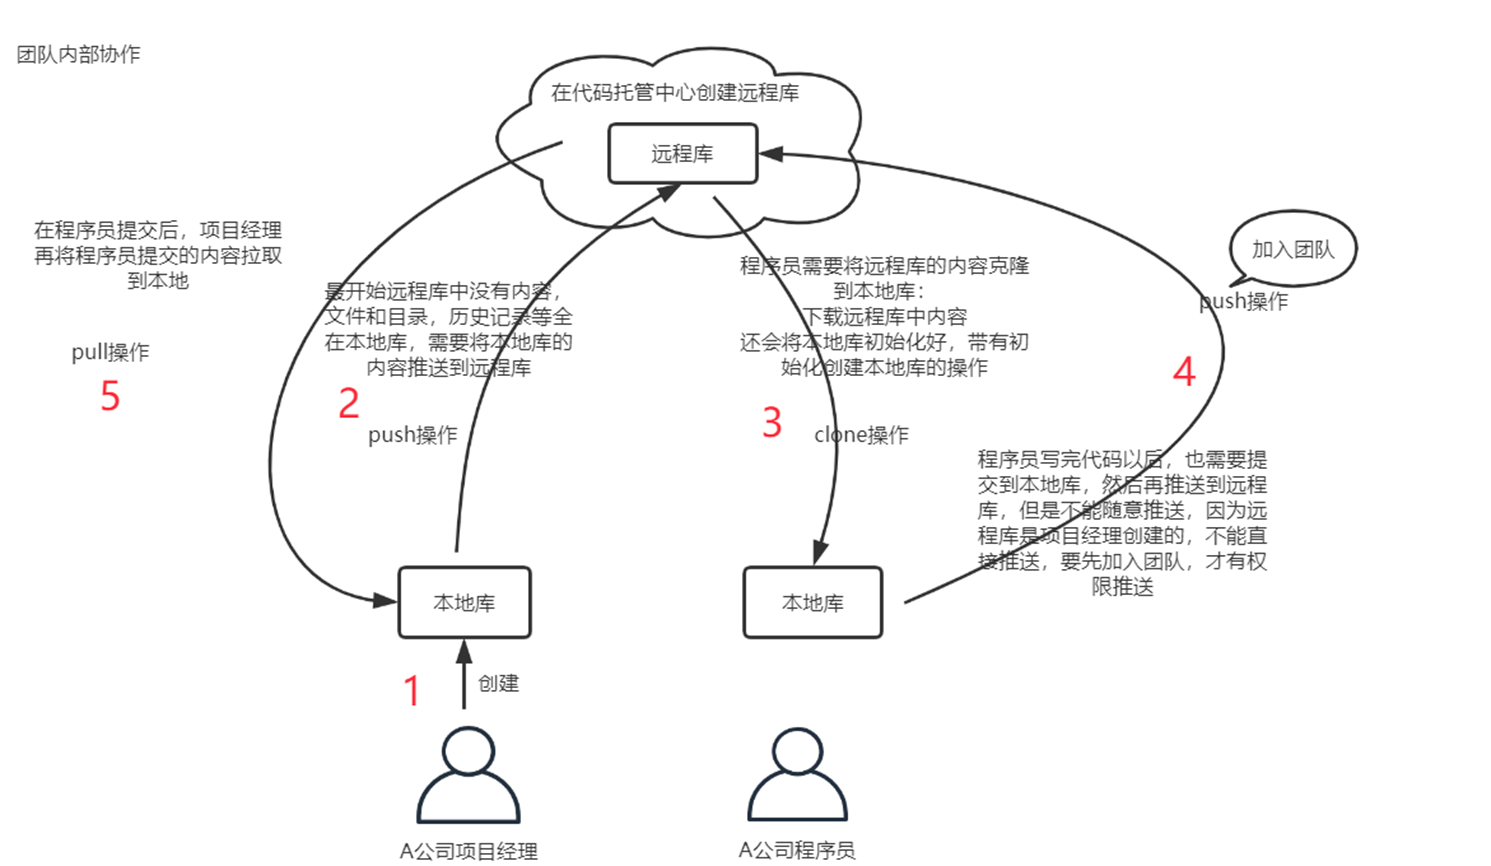 团队内部协作
在代码托管中心创建远程库
远程库
在程序员提交后，项目经理
再将程序员提交的内容拉取
到本地
pull操作
5
最开始远程库中没有内容，
文件和目录，历史记录等全
在本地库，需要将本地库的
内容推送到远程库
2
push操作
程序员需要将远程库的内容克隆
到本地库：
下载远程库中内容
还会将本地库初始化好，带有初
始化创建本地库的操作
3
clone操作
加入团队
push操作
4
程序员写完代码以后，也需要提
交到本地库，然后再推送到远程
库，但是不能随意推送，因为远
程库是项目经理创建的，不能直
接推送，要先加入团队，才有权
限推送
本地库
本地库
1
创建
A公司项目经理
A公司程序员